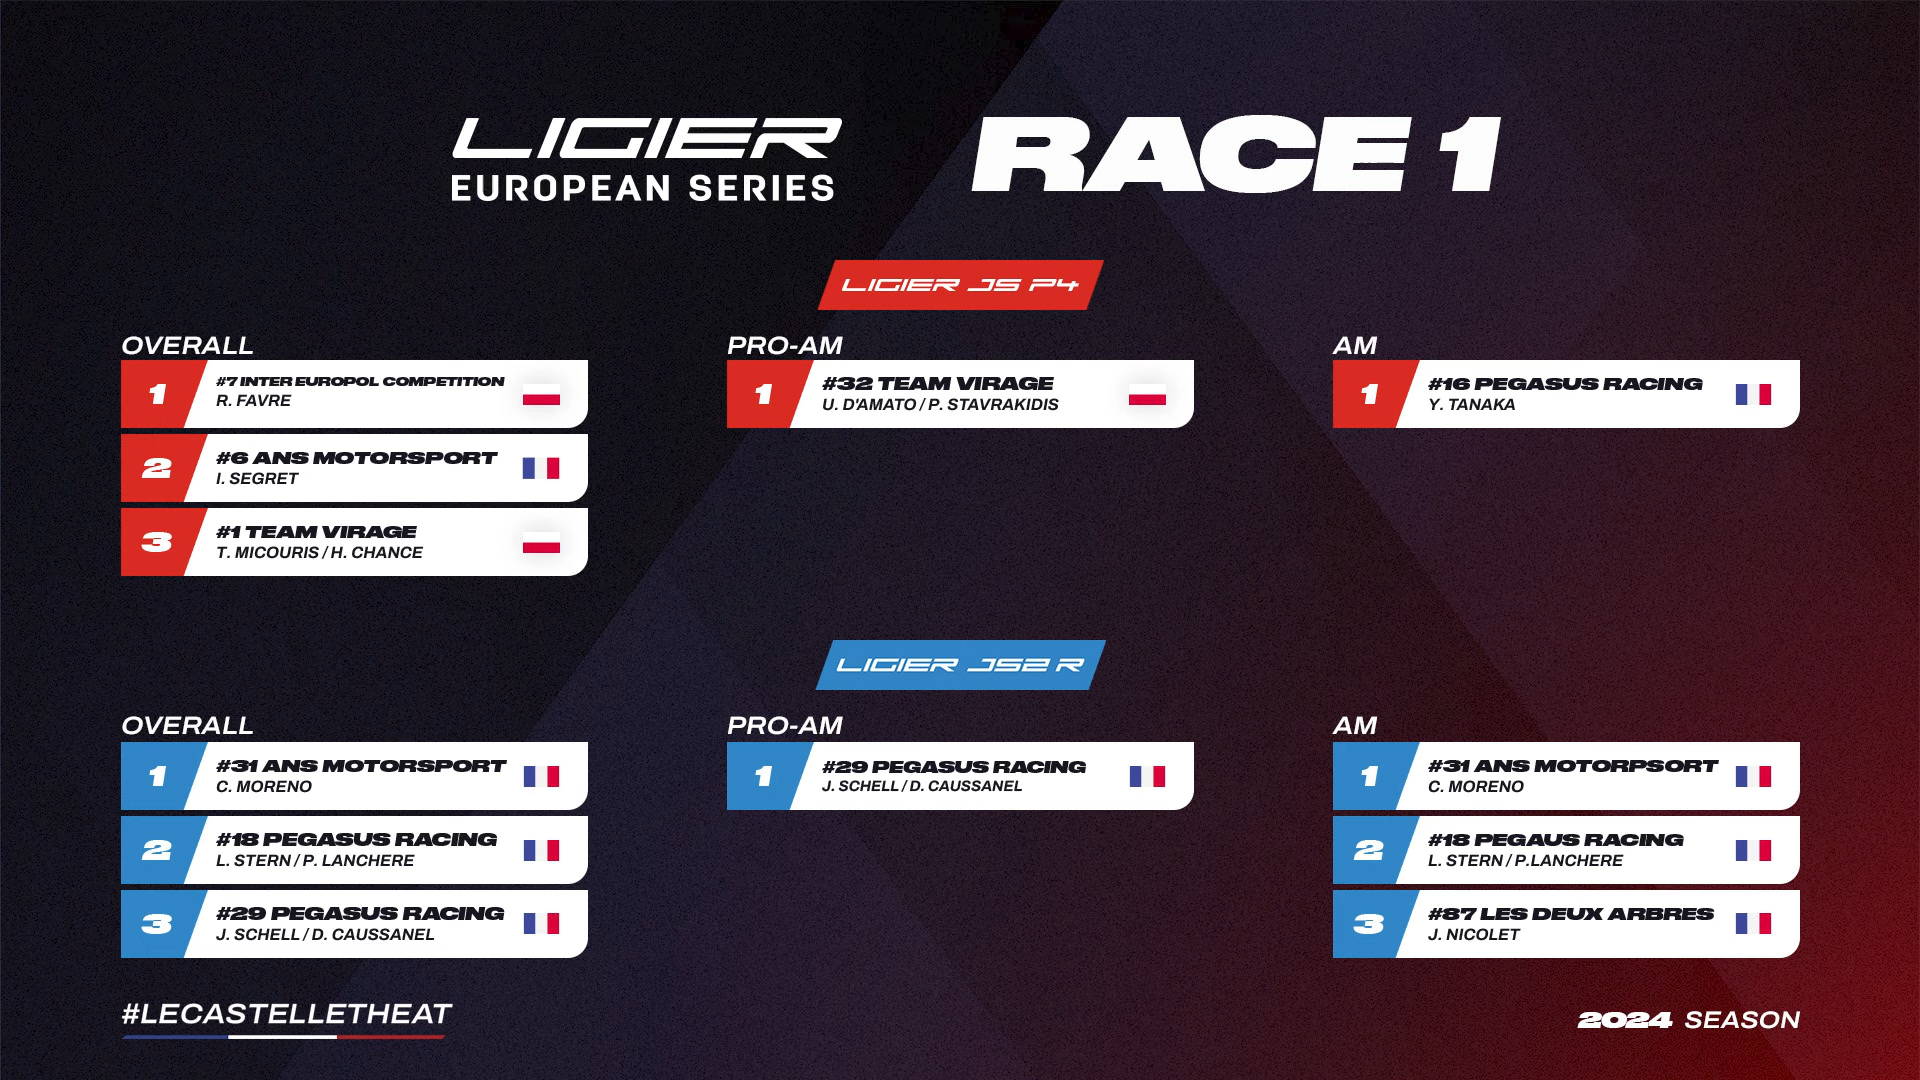 LIGIER
EUROPEAN SERIES
RACE 1
LIGIER JS P4
OVERALL
1
#7 INTER EUROPOL COMPETITION
R. FAVRE
2
#6 ANS MOTORSPORT
I. SEGRET
3
#1 TEAM VIRAGE
T. MICOURIS / H. CHANCE
PRO-AM
1
#32 TEAM VIRAGE
U. D'AMATO / P. STAVRAKIDIS
AM
1
#16 PEGASUS RACING
Y. TANAKA
LIGIER JS2 R
OVERALL
1
#31 ANS MOTORSPORT
C. MORENO
2
#18 PEGASUS RACING
L. STERN / P. LANCHERE
3
#29 PEGASUS RACING
J. SCHELL / D. CAUSSANEL
PRO-AM
1
#29 PEGASUS RACING
J. SCHELL / D. CAUSSANEL
AM
1
#31 ANS MOTORPSORT
C. MORENO
2
#18 PEGAUS RACING
L. STERN / P.LANCHERE
3
#87 LES DEUX ARBRES
J. NICOLET
#LECASTELLETHEAT
2024 SEASON